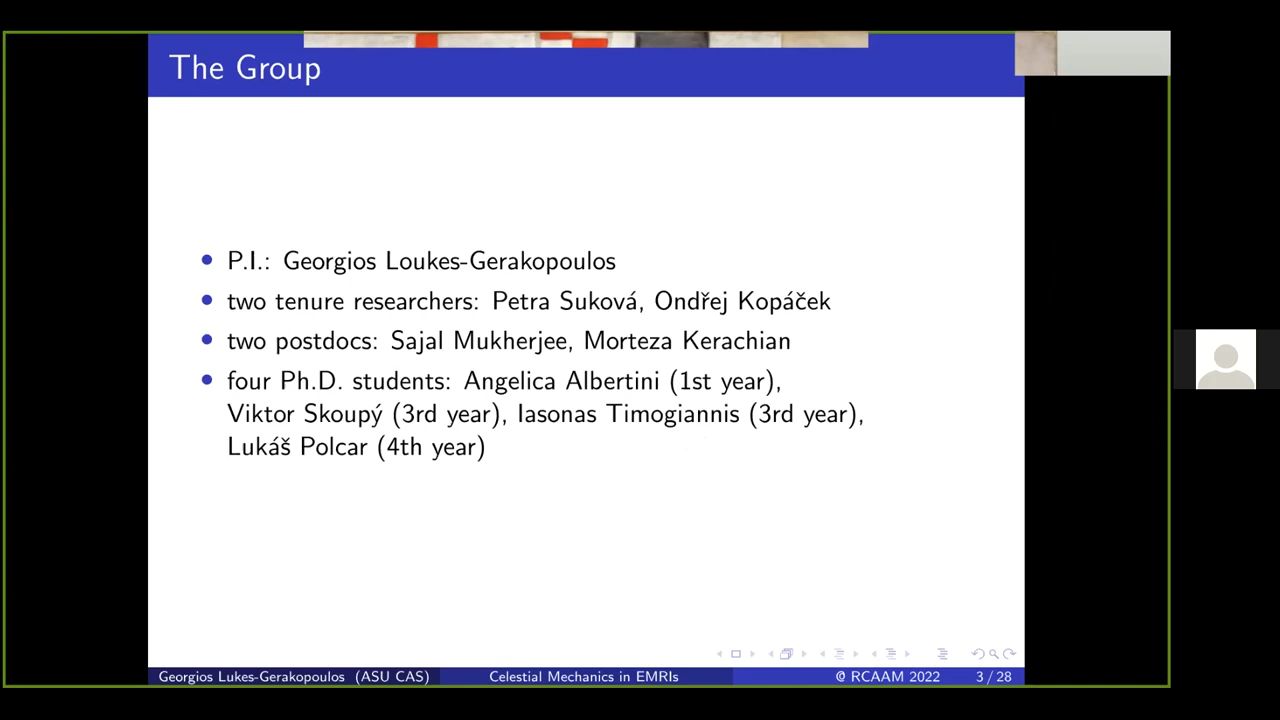 The Group
P.I.: Georgios Loukes-Gerakopoulos
two tenure researchers: Petra Suková, Ondřej Kopáček
two postdocs: Sajal Mukherjee, Morteza Kerachian
four Ph.D. students: Angelica Albertini (1st year),
Viktor Skoupý (3rd year), Iasonas Timogiannis (3rd year),
Lukáš Polcar (4th year)
Georgios Lukes-Gerakopoulos (ASU CAS) Celestial Mechanics in EMRIs @ RCAAM 2022 3 / 28